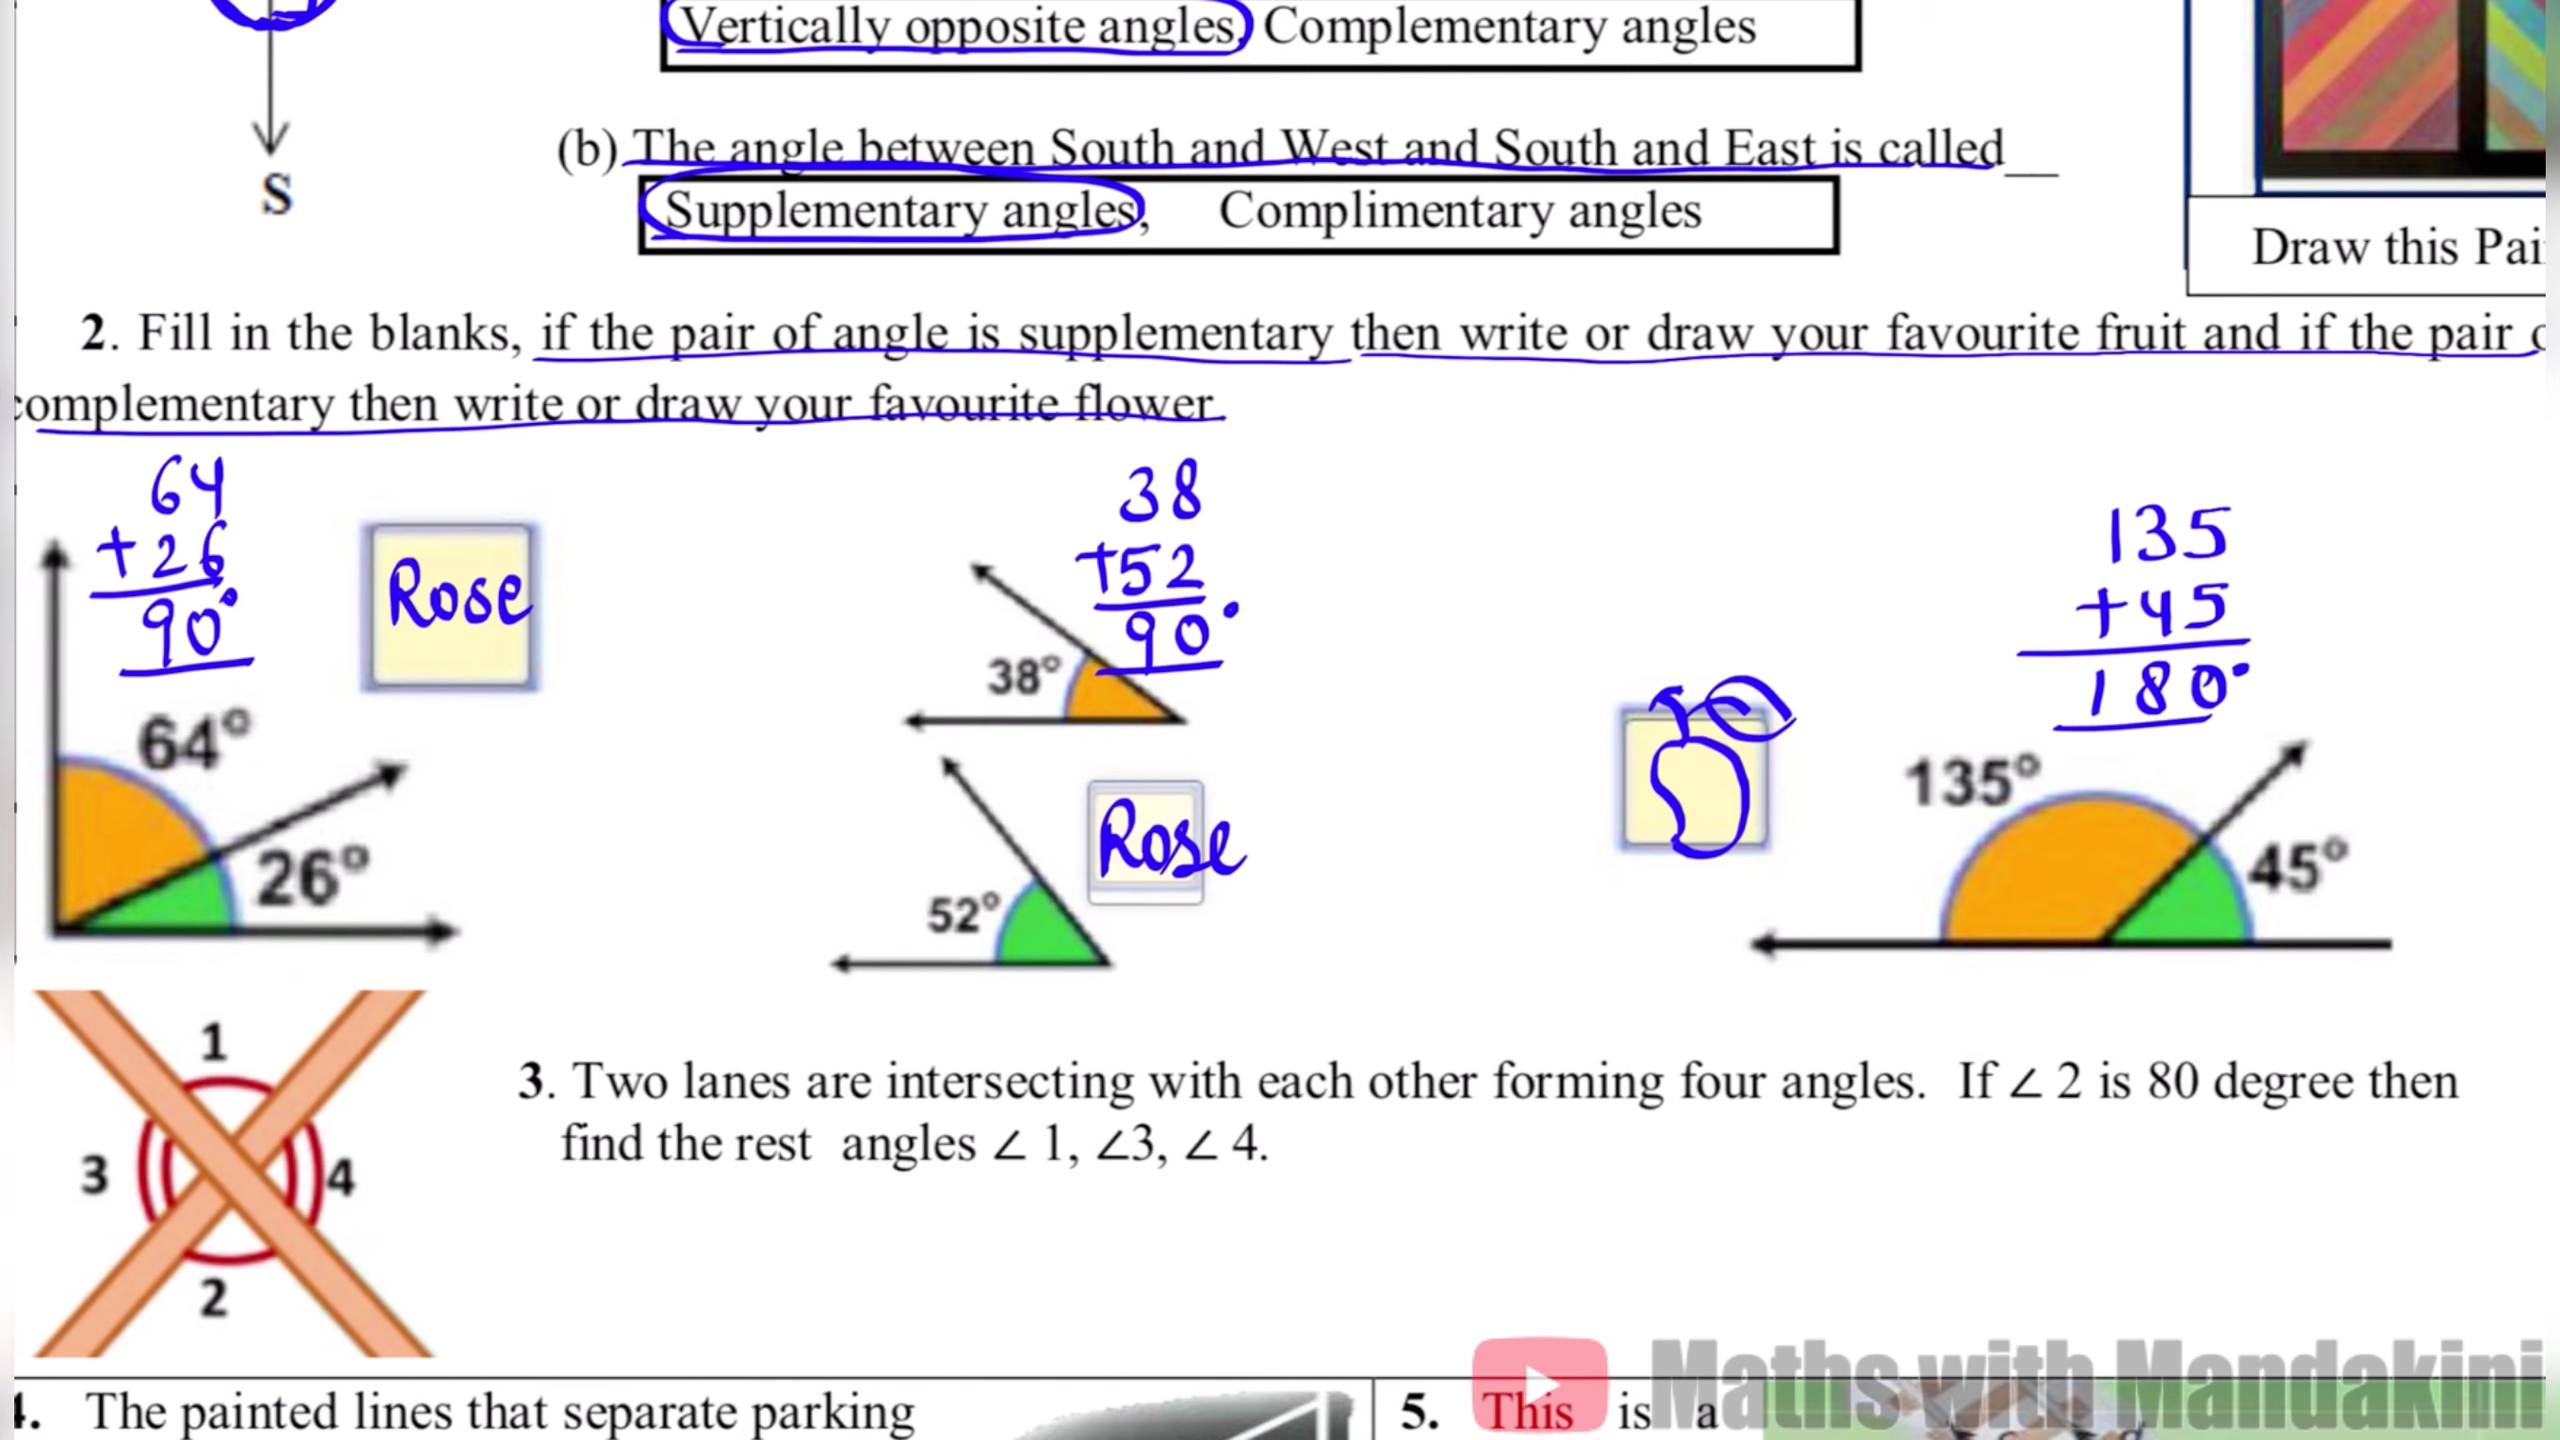 Vertically opposite angles, Complementary angles
S
(b) The angle between South and West and South and East is called__
Supplementary angles, Complimentary angles
Draw this Pai
2. Fill in the blanks, if the pair of angle is supplementary then write or draw your favourite fruit and if the pair
complementary then write or draw your favourite flower.
64
+26
90°
Rose
64°
26°
38
+52
90°
38°
52°
Rose
135
+45
180°
135°
45°
1
3
4
2
3. Two lanes are intersecting with each other forming four angles. If ∠ 2 is 80 degree then
find the rest angles ∠ 1, ∠3, ∠ 4.
4. The painted lines that separate parking
5. This is a
Maths with Mandakini